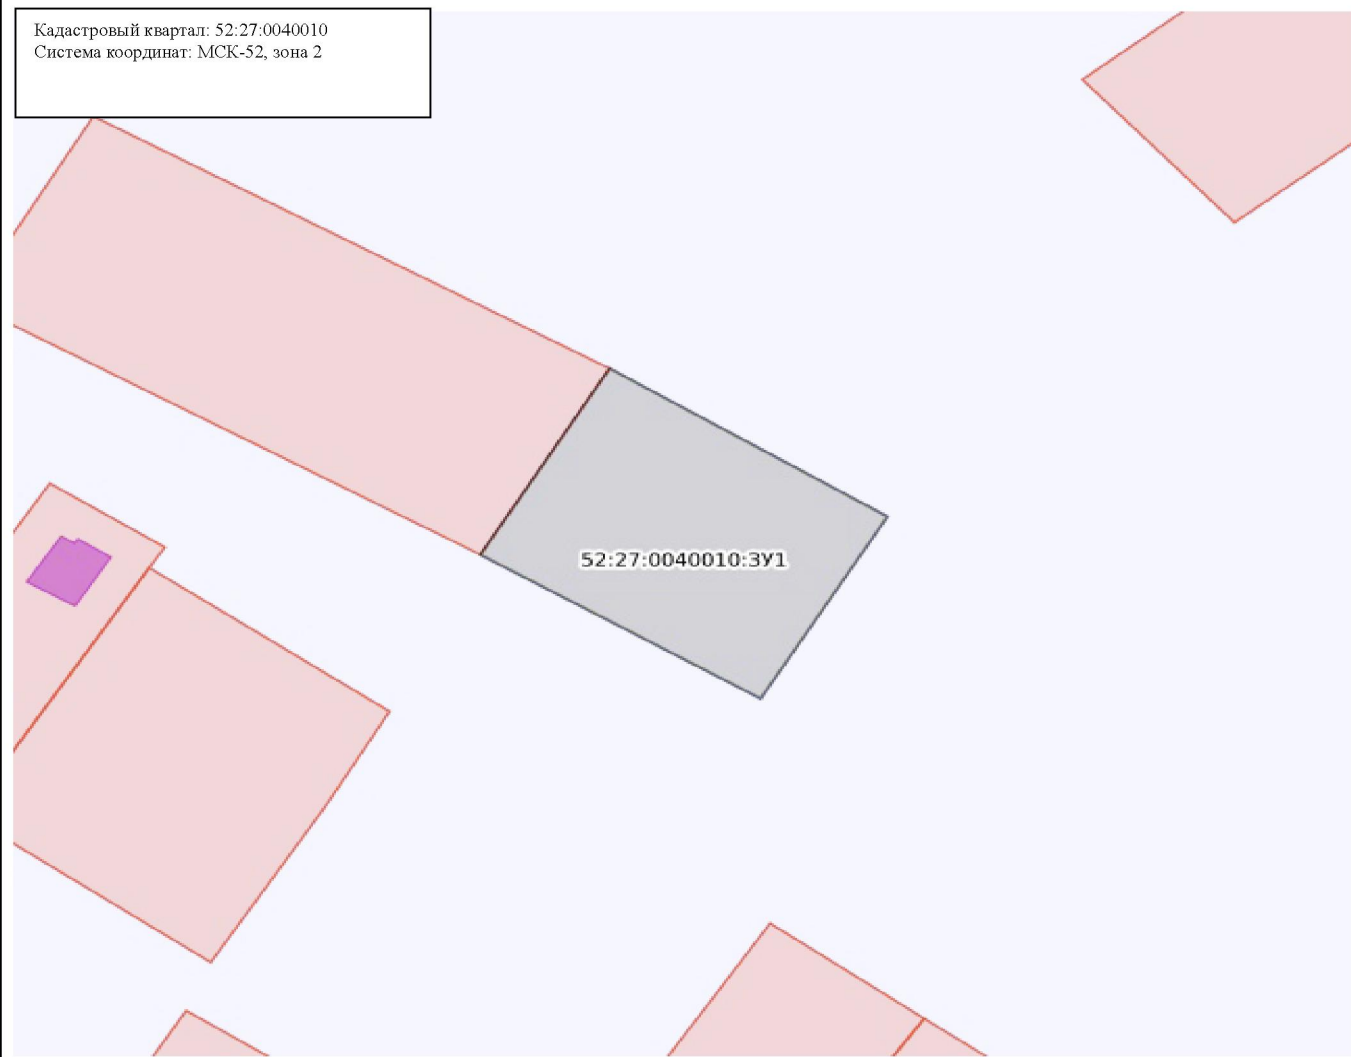 Кадастровый квартал: 52:27:0040010
Система координат: МСК-52, зона 2
52:27:0040010:ЗУ1